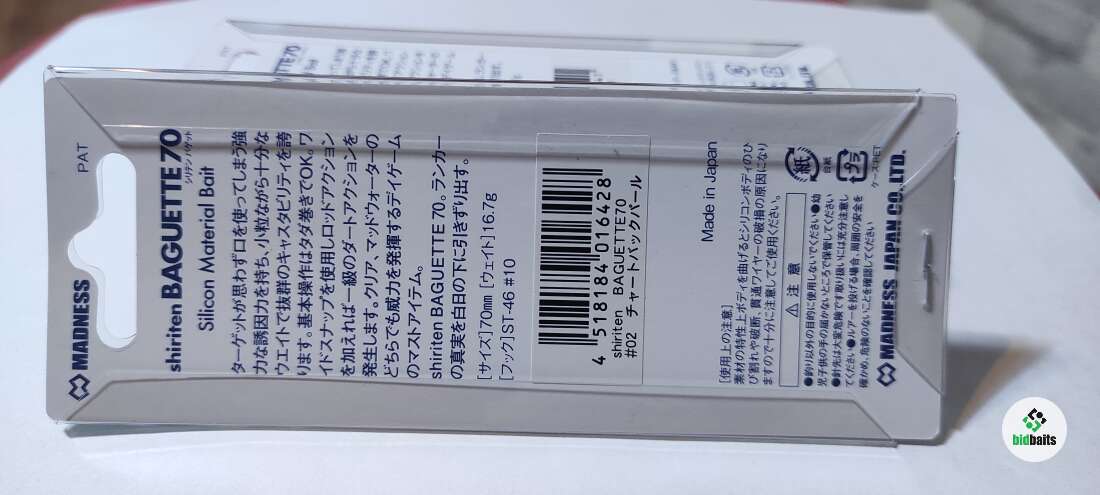 PAT
MADNESS
shiriten BAGUETTE70
シリテン バゲット
Silicon Material Bait
ターゲットが思わず口を使ってしまう強
力な誘因力を持ち、小粒ながら十分な
ウエイトで抜群のキャスタビリティを誇
ります。基本操作はタダ巻きでOK。ワ
イドスナップを使用しロッドアクション
を加えれば一級のダートアクションを
発生します。クリア、マッドウォーターの
どちらでも威力を発揮するデイゲーム
のマストアイテム。
shiriten BAGUETTE 70。ランカー
の真実を白日の下に引きずり出す。
[サイズ]70mm [ウェイト]16.7g
[フック]ST-46 #10
4 518184 016428
shiriten BAGUETTE70
#02 チャートバックパール
Made in Japan
[使用上の注意]
素材の特性上ボディを曲げるとシリコンボディのひ
び割れや破断、貫通ワイヤーの破損の原因になり
ますので十分に注意してご使用ください。
⚠ 注 意
●釣り以外の目的に使用しないでください●幼
児子供の手の届かないところで保管してください
●針先は大変危険です取り扱いには充分注意し
てください●ルアーを投げる場合、周囲の安全を
確かめ、危険のないことを確認してください
紙
台紙
プラ
ケース:PET
MADNESS JAPAN CO.,LTD.
bidbaits